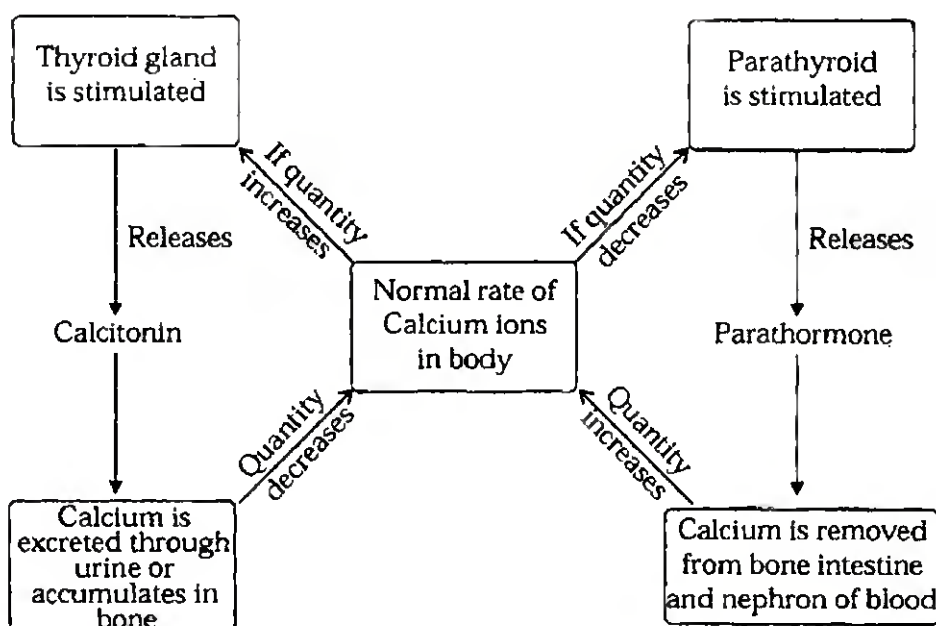 Thyroid gland
is stimulated
Parathyroid
is stimulated
If quantity
increases
If quantity
decreases
Releases
Releases
Normal rate of
Calcium ions
in body
Calcitonin
Parathormone
Quantity
decreases
Quantity
increases
Calcium is
excreted through
urine or
accumulates in
bone
Calcium is removed
from bone intestine
and nephron of blood